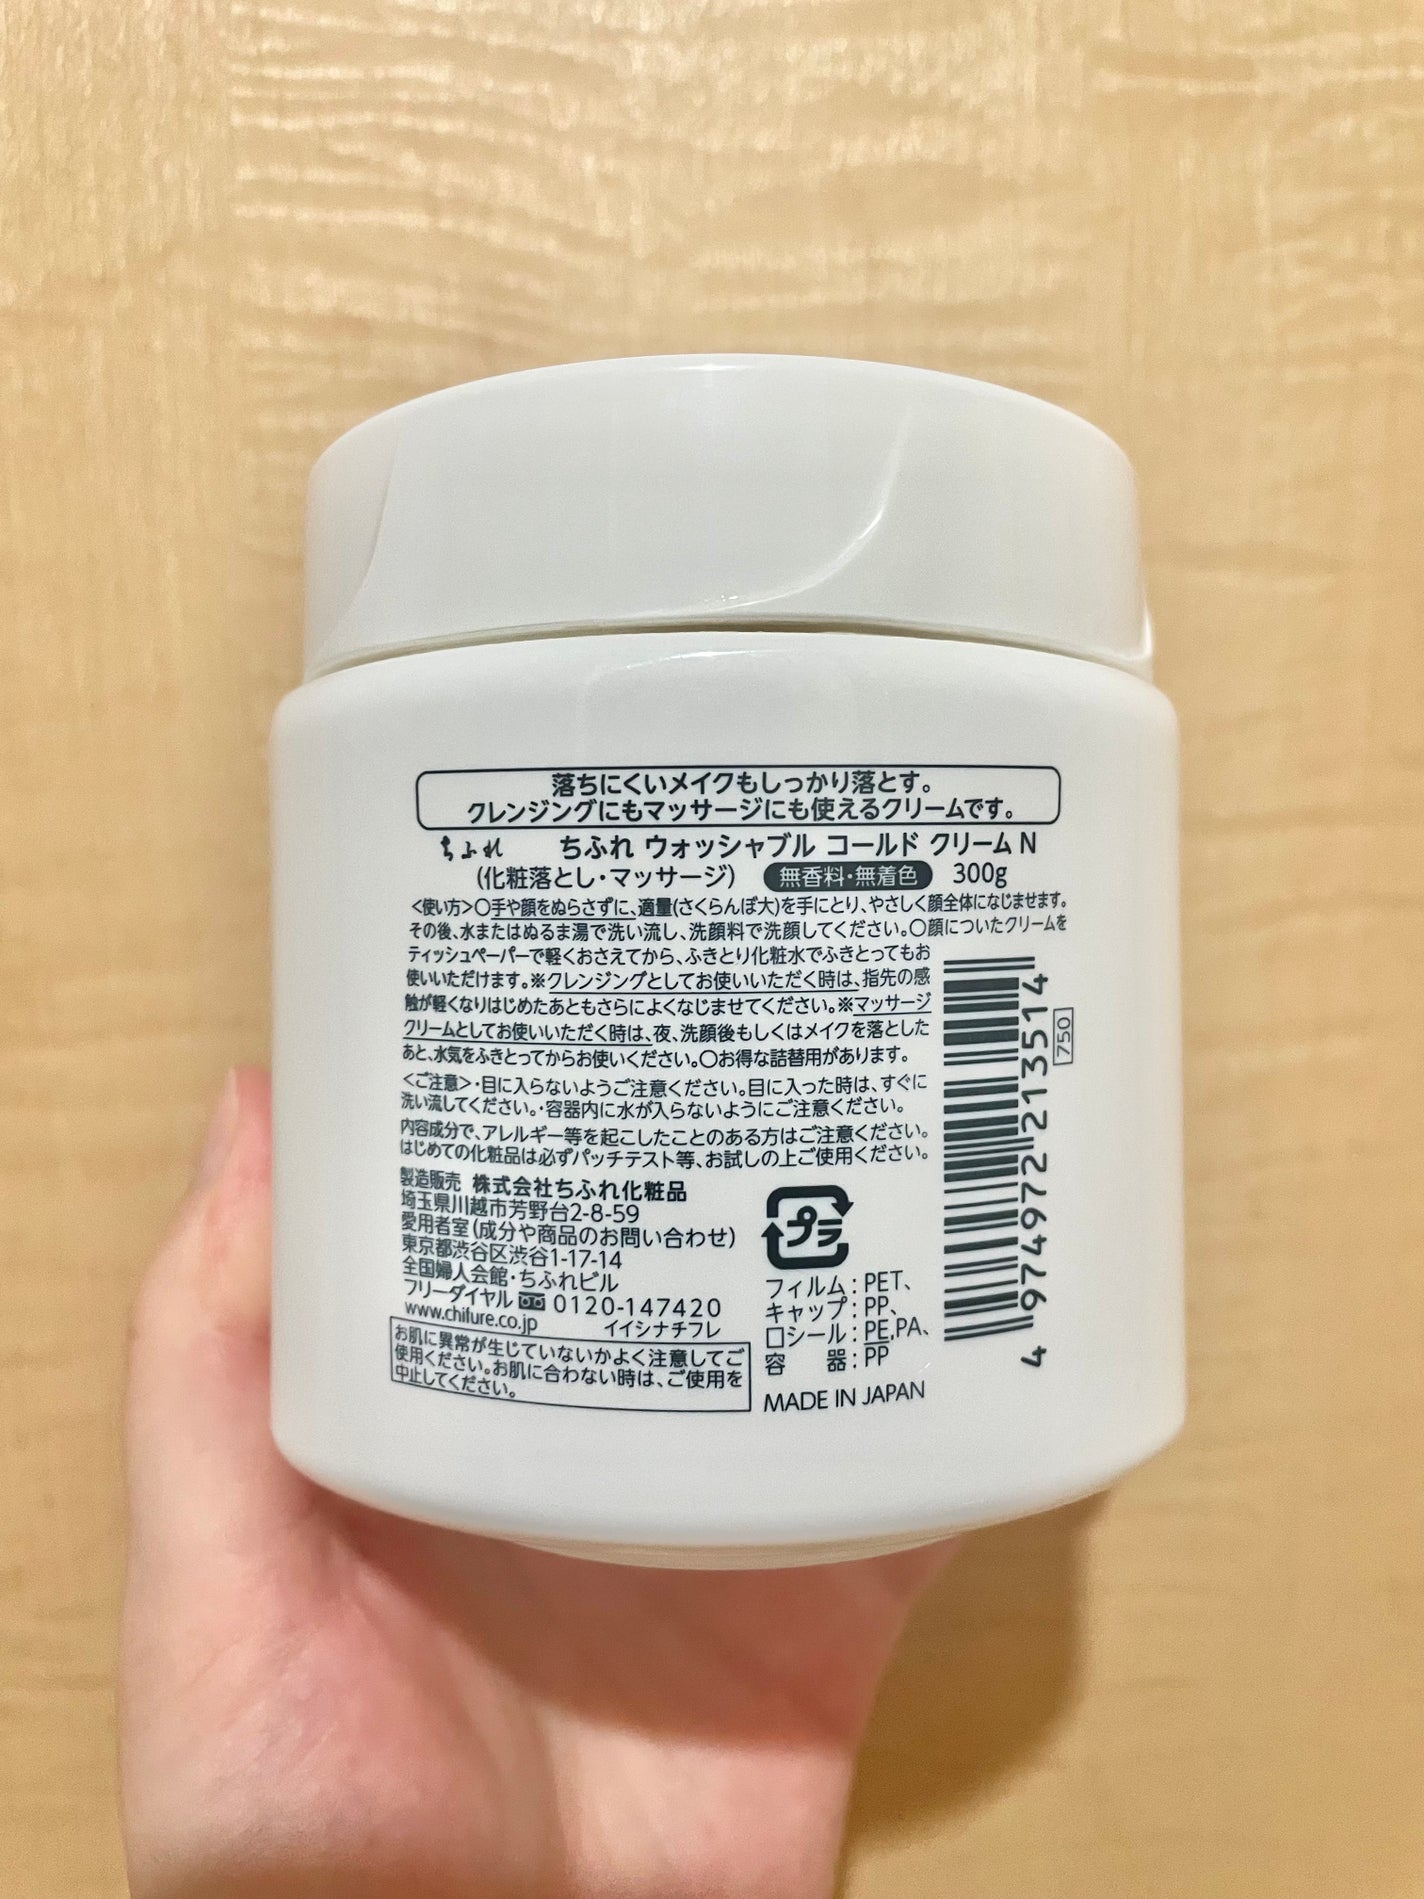 落ちにくいメイクもしっかり落とす。
クレンジングにもマッサージにも使えるクリームです。
ちふれ ちふれ ウォッシャブル コールド クリーム N
(化粧落とし・マッサージ) 無香料・無着色 300g
<使い方>○手や顔をぬらさずに、適量(さくらんぼ大)を手にとり、やさしく顔全体になじませます。
その後、水またはぬるま湯で洗い流し、洗顔料で洗顔してください。○顔についたクリームを
ティッシュペーパーで軽くおさえてから、ふきとり化粧水でふきとってもお
使いいただけます。※クレンジングとしてお使いいただく時は、指先の感
触が軽くなりはじめたあともさらによくなじませてください。※マッサージ
クリームとしてお使いいただく時は、夜、洗顔後もしくはメイクを落とした
あと、水気をふきとってからお使いください。○お得な詰替用があります。
<ご注意>・目に入らないようご注意ください。目に入った時は、すぐに
洗い流してください。・容器内に水が入らないようにご注意ください。
内容成分で、アレルギー等を起こしたことのある方はご注意ください。
はじめての化粧品は必ずパッチテスト等、お試しの上ご使用ください。
製造販売 株式会社ちふれ化粧品
埼玉県川越市芳野台2-8-59
愛用者室(成分や商品のお問い合わせ)
東京都渋谷区渋谷1-17-14
全国婦人会館・ちふれビル
フリーダイヤル 0120-147420
www.chifure.co.jp イイシナチフレ
お肌に異常が生じていないかよく注意してご
使用ください。お肌に合わない時は、ご使用を
中止してください。
プラ
フィルム:PET、
キャップ:PP、
口シール:PE,PA、
容 器:PP
MADE IN JAPAN
4 972279 213514
750